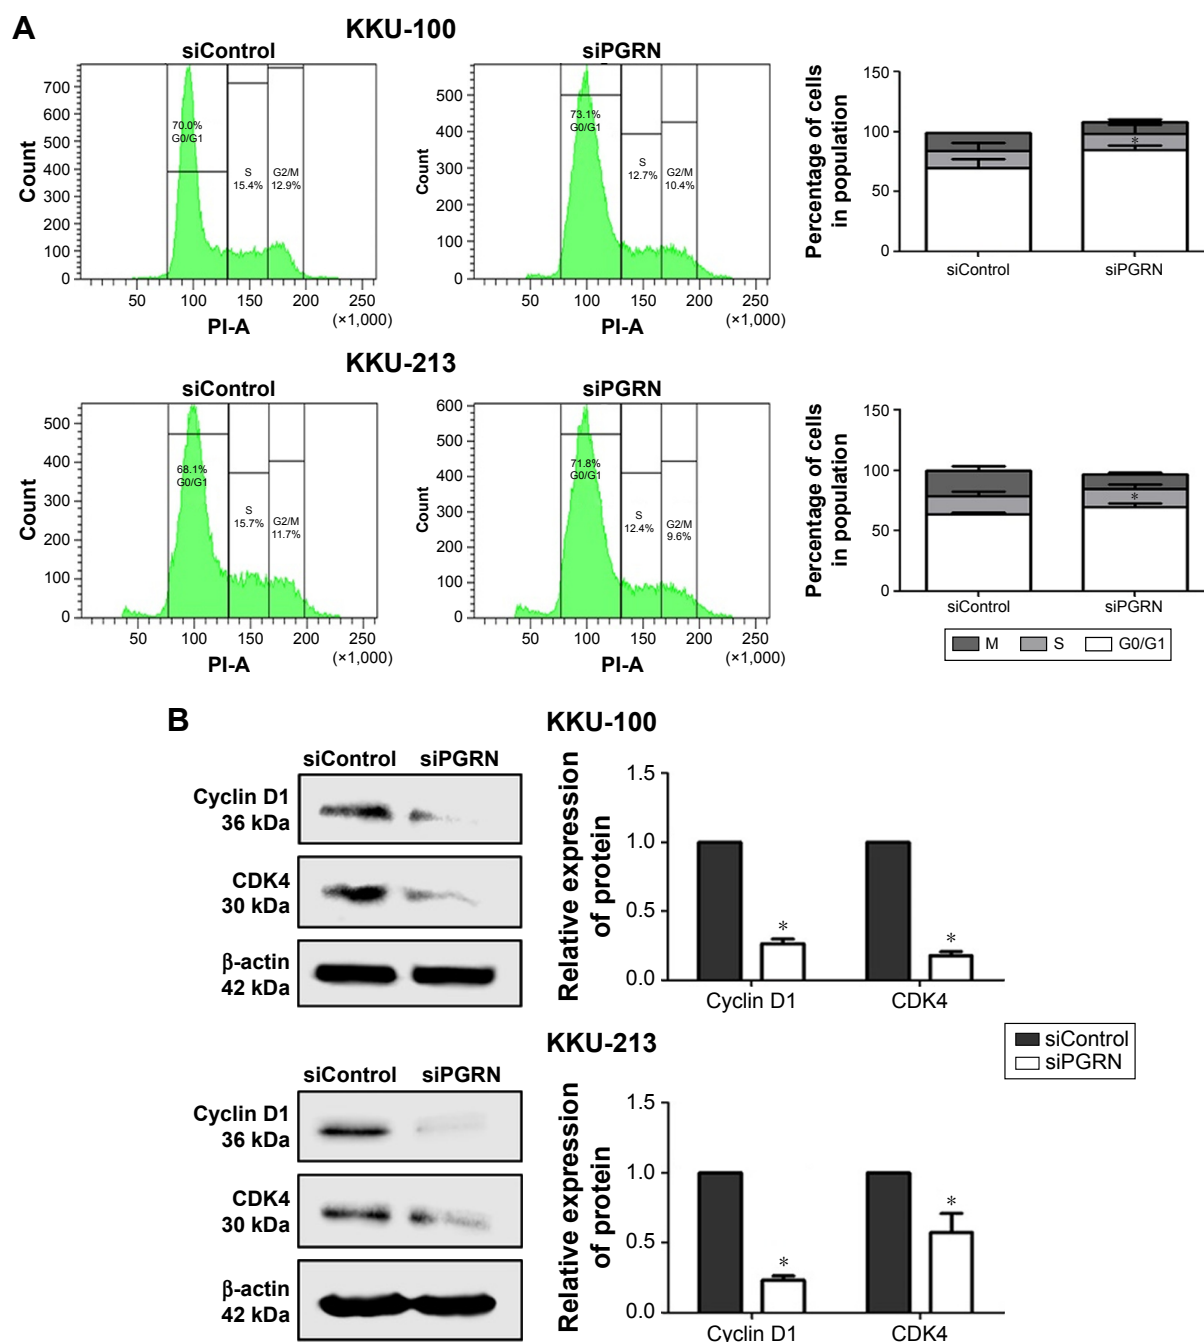 A
KKU-100
siControl
Count
700
600
500
400
300
200
100
0
70.0%
G0/G1
S
15.4%
G2/M
12.9%
50 100 150 200 250
(×1,000)
PI-A
siPGRN
Count
500
400
300
200
100
0
73.1%
G0/G1
S
12.7%
G2/M
10.4%
50 100 150 200 250
(×1,000)
PI-A
Percentage of cells
in population
150
100
50
0
*
siControl siPGRN
KKU-213
siControl
Count
500
400
300
200
100
0
68.1%
G0/G1
S
15.7%
G2/M
11.7%
50 100 150 200 250
(×1,000)
PI-A
siPGRN
Count
600
500
400
300
200
100
0
71.8%
G0/G1
S
12.4%
G2/M
9.6%
50 100 150 200 250
(×1,000)
PI-A
Percentage of cells
in population
150
100
50
0
*
siControl siPGRN
M S G0/G1
B
KKU-100
siControl siPGRN
Cyclin D1
36 kDa
CDK4
30 kDa
β-actin
42 kDa
Relative expression
of protein
1.5
1.0
0.5
0.0
*
*
Cyclin D1 CDK4
siControl
siPGRN
KKU-213
siControl siPGRN
Cyclin D1
36 kDa
CDK4
30 kDa
β-actin
42 kDa
Relative expression
of protein
1.5
1.0
0.5
0.0
*
*
Cyclin D1 CDK4